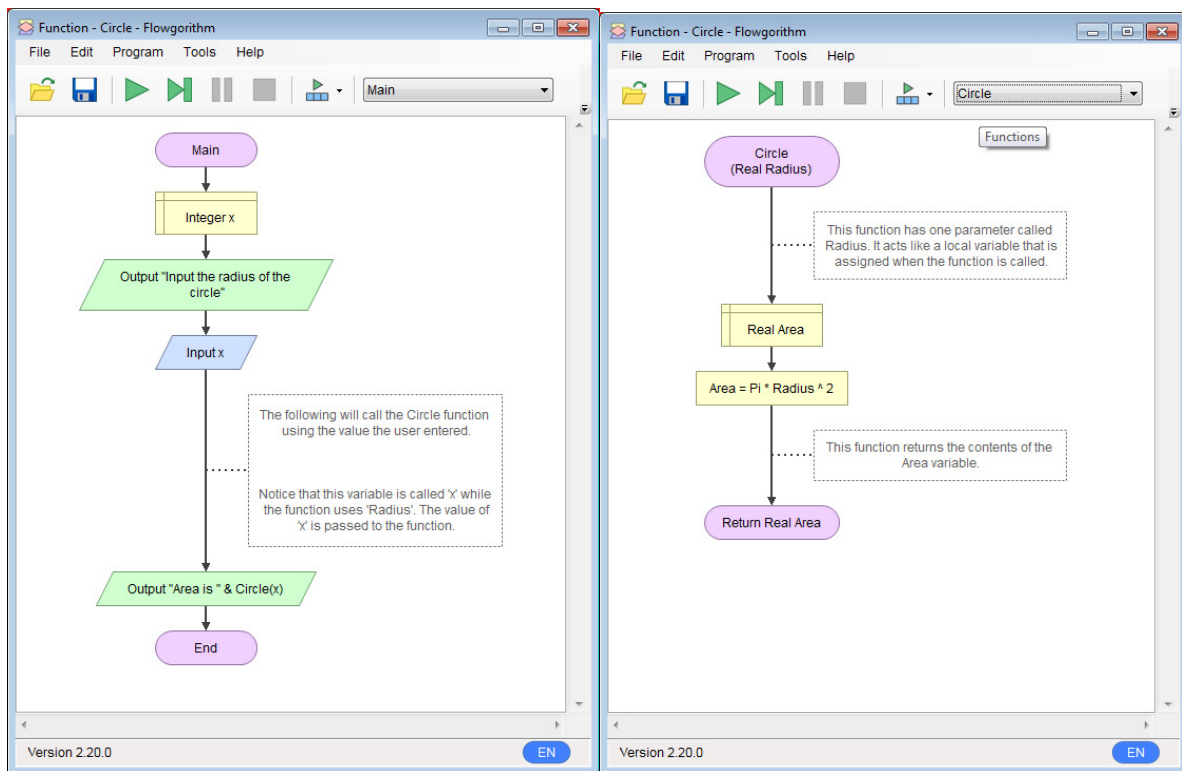 Function - Circle - Flowgorithm
File Edit Program Tools Help
Main
Main
Integer x
Output "Input the radius of the
circle"
Input x
The following will call the Circle function
using the value the user entered.
Notice that this variable is called 'x' while
the function uses 'Radius'. The value of
'x' is passed to the function.
Output "Area is " & Circle(x)
End
Version 2.20.0
EN
Function - Circle - Flowgorithm
File Edit Program Tools Help
Circle
Functions
Circle
(Real Radius)
This function has one parameter called
Radius. It acts like a local variable that is
assigned when the function is called.
Real Area
Area = Pi * Radius ^ 2
This function returns the contents of the
Area variable.
Return Real Area
Version 2.20.0
EN